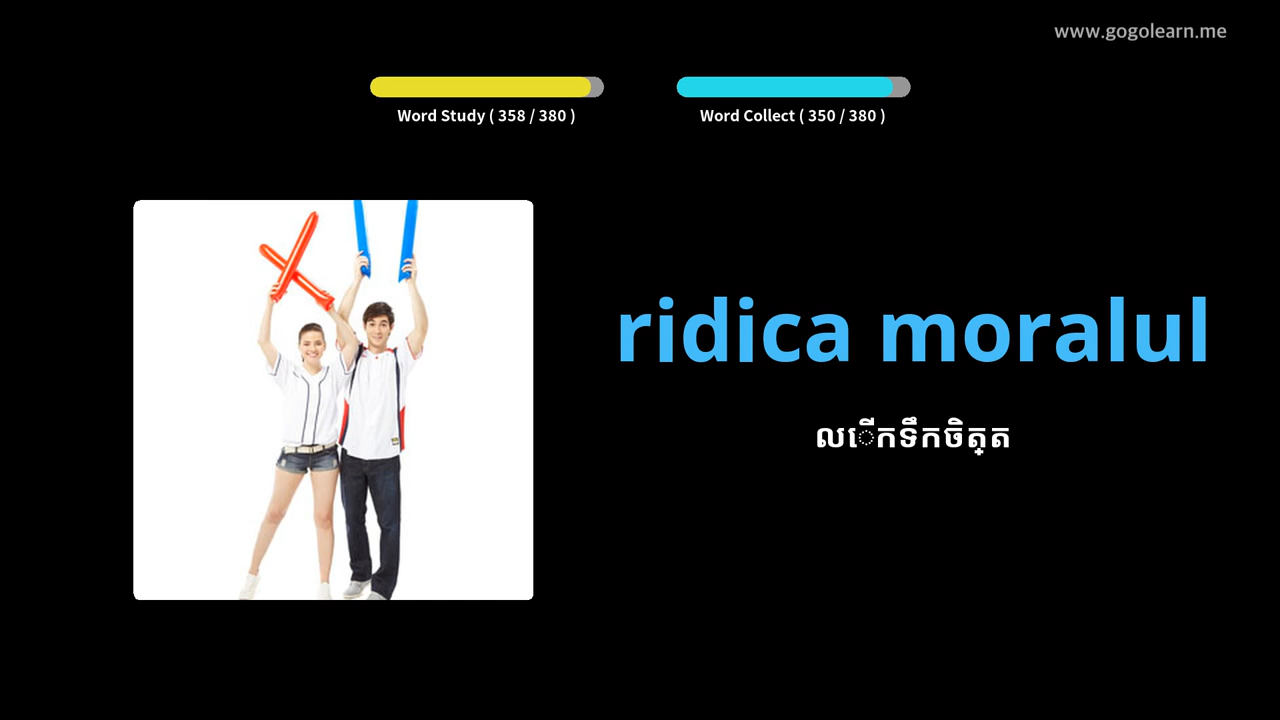 www.gogolearn.me
Word Study ( 358 / 380 )
Word Collect ( 350 / 380 )
ridica moralul
លើកទឹកចិត្ត